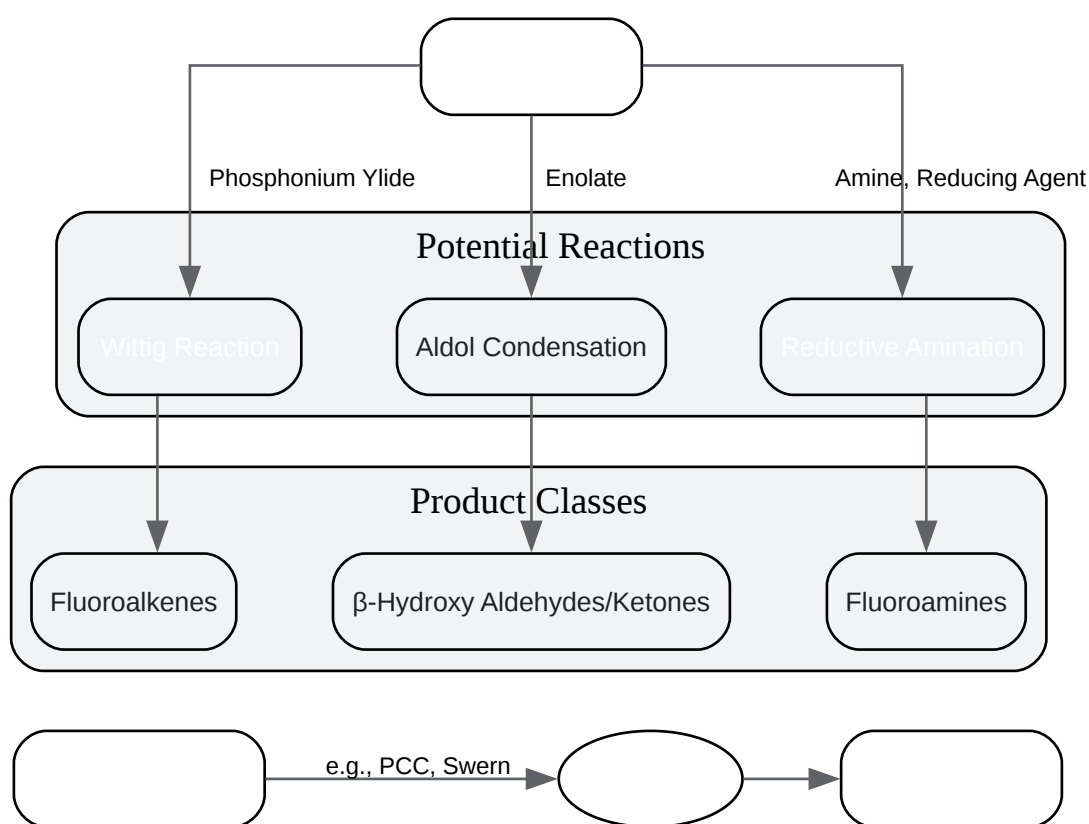 Phosphonium Ylide
Enolate
Amine, Reducing Agent
Potential Reactions
Wittig Reaction
Aldol Condensation
Reductive Amination
Product Classes
Fluoroalkenes
β-Hydroxy Aldehydes/Ketones
Fluoroamines
e.g., PCC, Swern